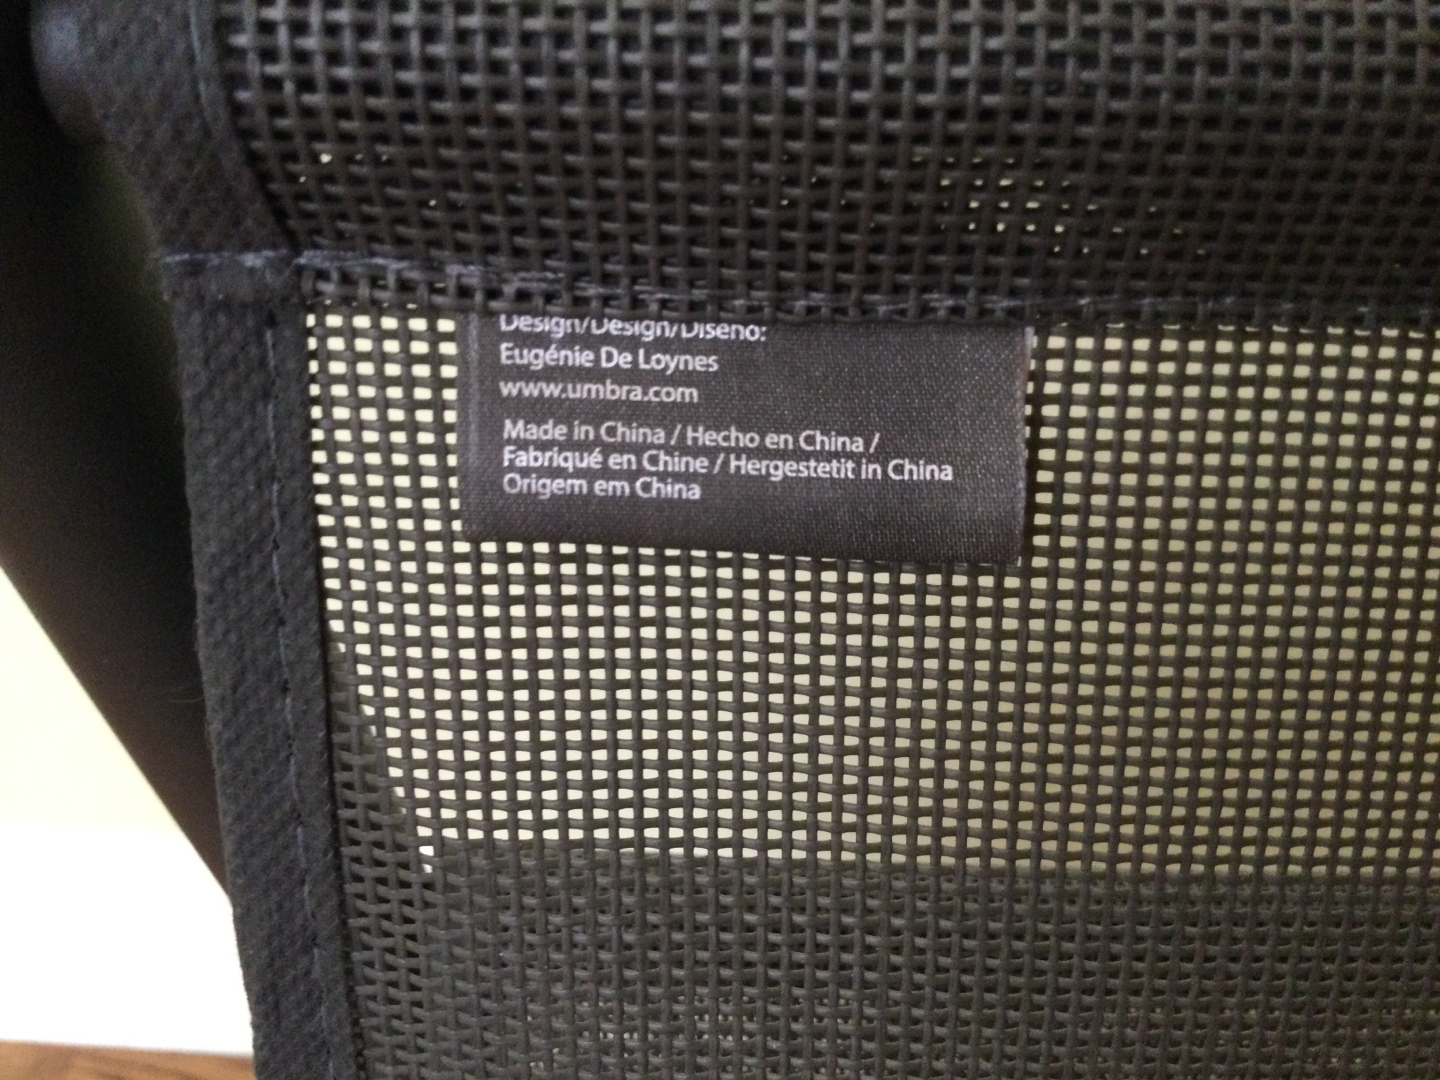 Design/Design/Diseño:
Eugénie De Loynes
www.umbra.com
Made in China / Hecho en China /
Fabriqué en Chine / Hergestetit in China
Origem em China